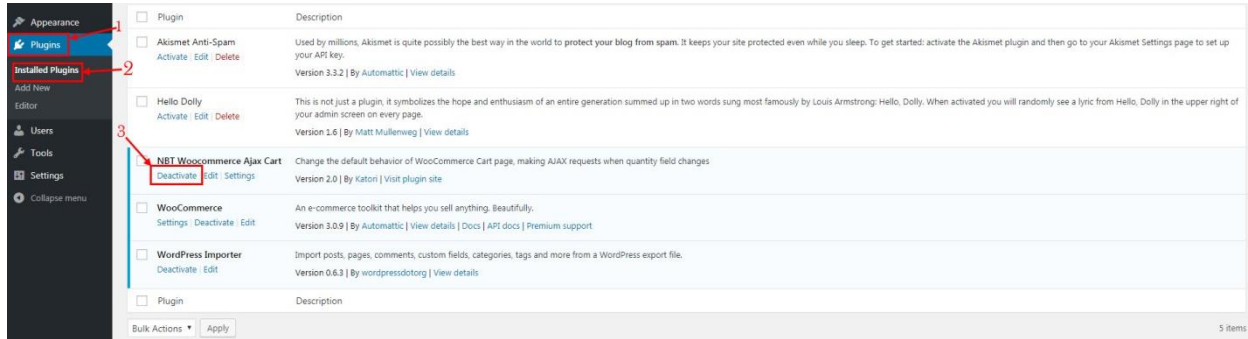 Appearance
1
Plugins
Installed Plugins
2
Add New
Editor
Users
3
Tools
Settings
Collapse menu
Plugin Description
Akismet Anti-Spam Used by millions, Akismet is quite possibly the best way in the world to protect your blog from spam. It keeps your site protected even while you sleep. To get started: activate the Akismet plugin and then go to your Akismet Settings page to set up
Activate | Edit | Delete your API key.
Version 3.3.2 | By Automattic | View details
Hello Dolly This is not just a plugin, it symbolizes the hope and enthusiasm of an entire generation summed up in two words sung most famously by Louis Armstrong: Hello, Dolly. When activated you will randomly see a lyric from Hello, Dolly in the upper right of
Activate | Edit | Delete your admin screen on every page.
Version 1.6 | By Matt Mullenweg | View details
NBT Woocommerce Ajax Cart Change the default behavior of WooCommerce Cart page, making AJAX requests when quantity field changes
Deactivate | Edit | Settings Version 2.0 | By Katori | Visit plugin site
WooCommerce An e-commerce toolkit that helps you sell anything. Beautifully.
Settings | Deactivate | Edit Version 3.0.9 | By Automattic | View details | Docs | API docs | Premium support
WordPress Importer Import posts, pages, comments, custom fields, categories, tags and more from a WordPress export file.
Deactivate | Edit Version 0.6.3 | By wordpressdotorg | View details
Plugin Description
Bulk Actions Apply 5 items